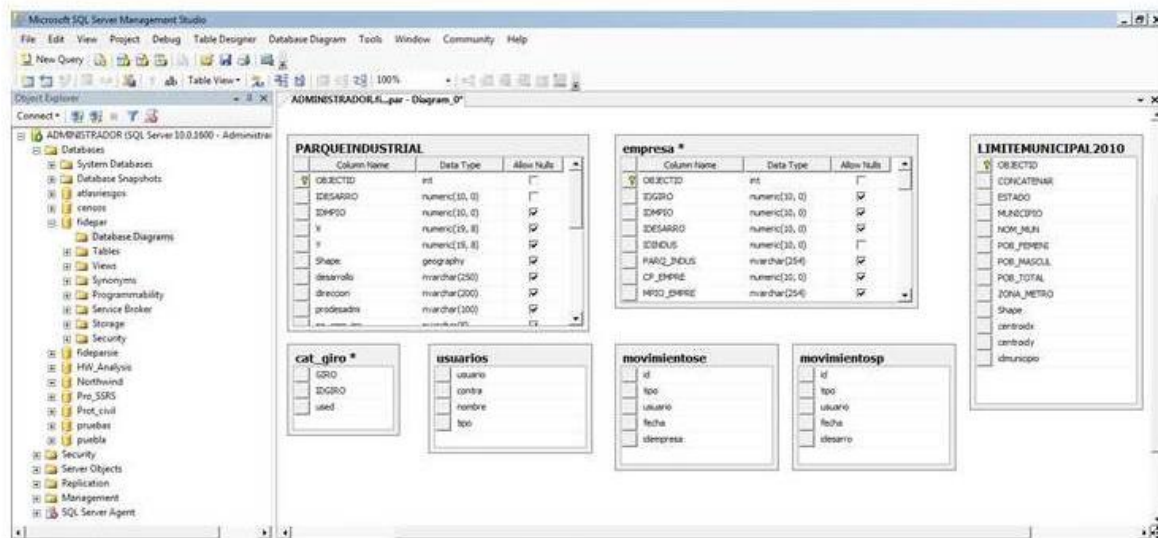 Microsoft SQL Server Management Studio
File Edit View Project Debug Table Designer Database Diagram Tools Window Community Help
New Query
Table View 100%
Object Explorer
ADMINISTRADOR.fi...par - Diagram_0*
Connect
ADMINISTRADOR (SQL Server 10.0.1600 - Administra
Databases
System Databases
Database Snapshots
atlasriesgos
censos
fidepar
Database Diagrams
Tables
Views
Synonyms
Programmability
Service Broker
Storage
Security
fideparsie
HW_Analysis
Northwind
Pro_SSRS
Prot_civil
pruebas
puebla
Security
Server Objects
Replication
Management
SQL Server Agent
PARQUEINDUSTRIAL
Column Name Data Type Allow Nulls
OBJECTID int
IDESARRO numeric(10, 0)
IDMPIO numeric(10, 0)
X numeric(19, 8)
Y numeric(19, 8)
Shape geography
desarrollo nvarchar(250)
direccion nvarchar(200)
prodesadm nvarchar(100)
empresa *
Column Name Data Type Allow Nulls
OBJECTID int
IDGIRO numeric(10, 0)
IDMPIO numeric(10, 0)
IDESARRO numeric(10, 0)
IDINDUS numeric(10, 0)
PARQ_INDUS nvarchar(254)
CP_EMPRE numeric(10, 0)
MPIO_EMPRE nvarchar(254)
LIMITEMUNICIPAL2010
OBJECTID
CONCATENAR
ESTADO
MUNICIPIO
NOM_MUN
POB_FEMENI
POB_MASCUL
POB_TOTAL
ZONA_METRO
Shape
centroidx
centroidy
idmunicipio
cat_giro *
GIRO
IDGIRO
used
usuarios
usuario
contra
nombre
tipo
movimientose
id
tipo
usuario
fecha
idempresa
movimientosp
id
tipo
usuario
fecha
idesarro